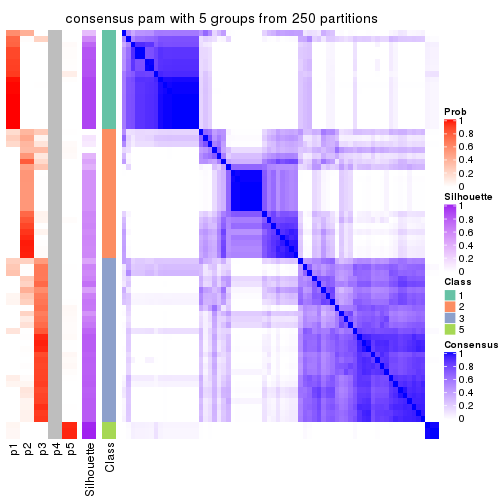 consensus pam with 5 groups from 250 partitions
Prob
1
0.8
0.6
0.4
0.2
0
Silhouette
1
0.8
0.6
0.4
0.2
0
Class
1
2
3
5
Consensus
1
0.8
0.6
0.4
0.2
0
p1
p2
p3
p4
p5
Silhouette
Class